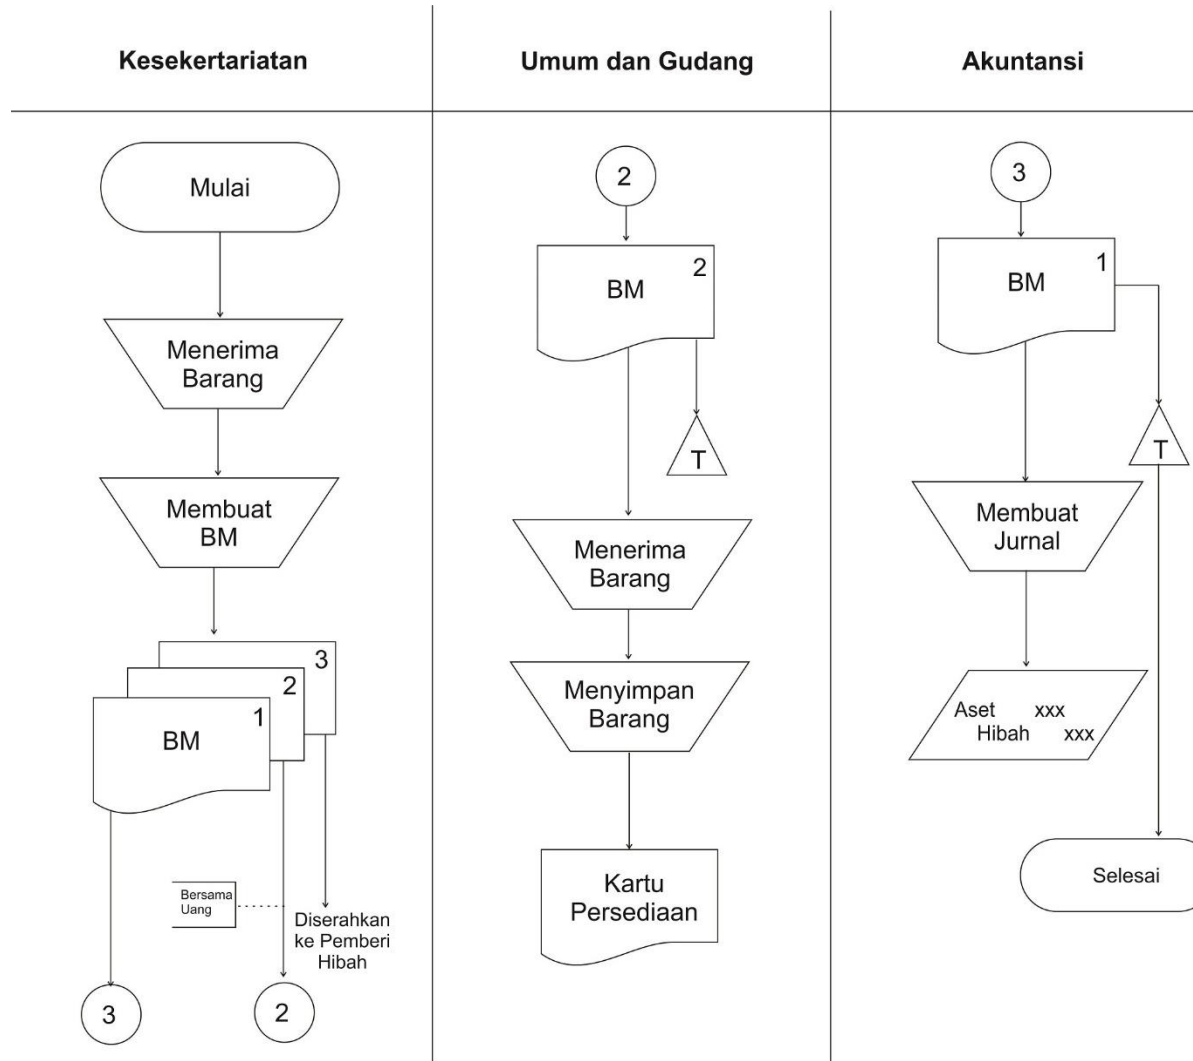 Kesekertariatan
Mulai
Menerima
Barang
Membuat
BM
3
2
1
BM
Bersama
Uang
Diserahkan
ke Pemberi
Hibah
3
2
Umum dan Gudang
2
2
BM
T
Menerima
Barang
Menyimpan
Barang
Kartu
Persediaan
Akuntansi
3
1
BM
T
Membuat
Jurnal
Aset xxx
Hibah xxx
Selesai